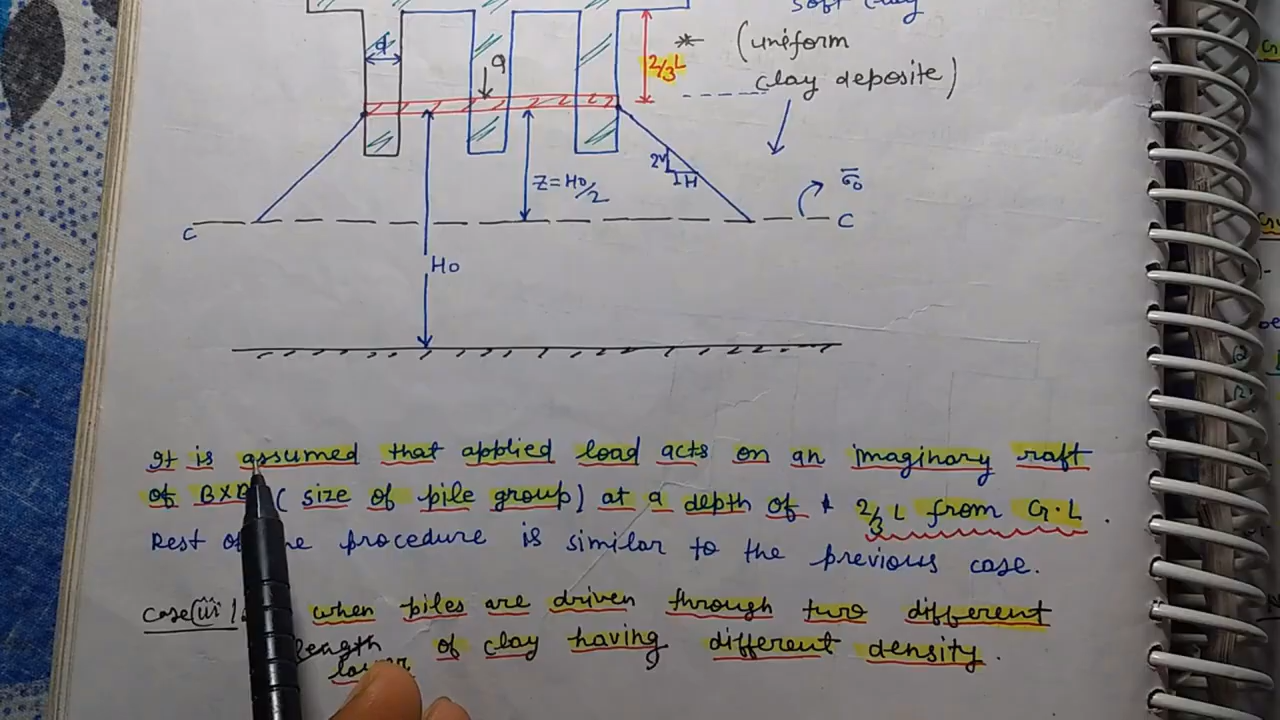 soft clay
* (uniform
clay deposite)
d
q
2/3 L
Z=H0/2
2V
1H
σ̅0
C
C
H0
It is assumed that applied load acts on an imaginary raft
of BXB (size of pile group) at a depth of 2/3 L from G.L.
Rest of the procedure is similar to the previous case.
Case(iii) when piles are driven through two different
length of clay having different density.
layer